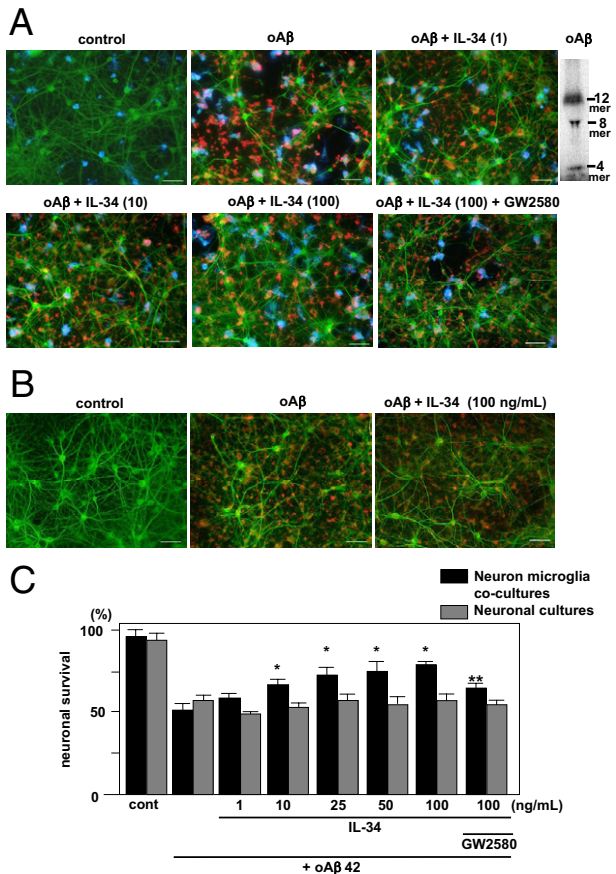 A
control
oAβ
oAβ + IL-34 (1)
oAβ
12
mer
8
mer
4
mer
oAβ + IL-34 (10)
oAβ + IL-34 (100)
oAβ + IL-34 (100) + GW2580
B
control
oAβ
oAβ + IL-34 (100 ng/mL)
C
Neuron microglia
co-cultures
Neuronal cultures
(%)
100
50
0
neuronal survival
* * * * **
cont 1 10 25 50 100 100 (ng/mL)
IL-34
GW2580
+ oAβ 42